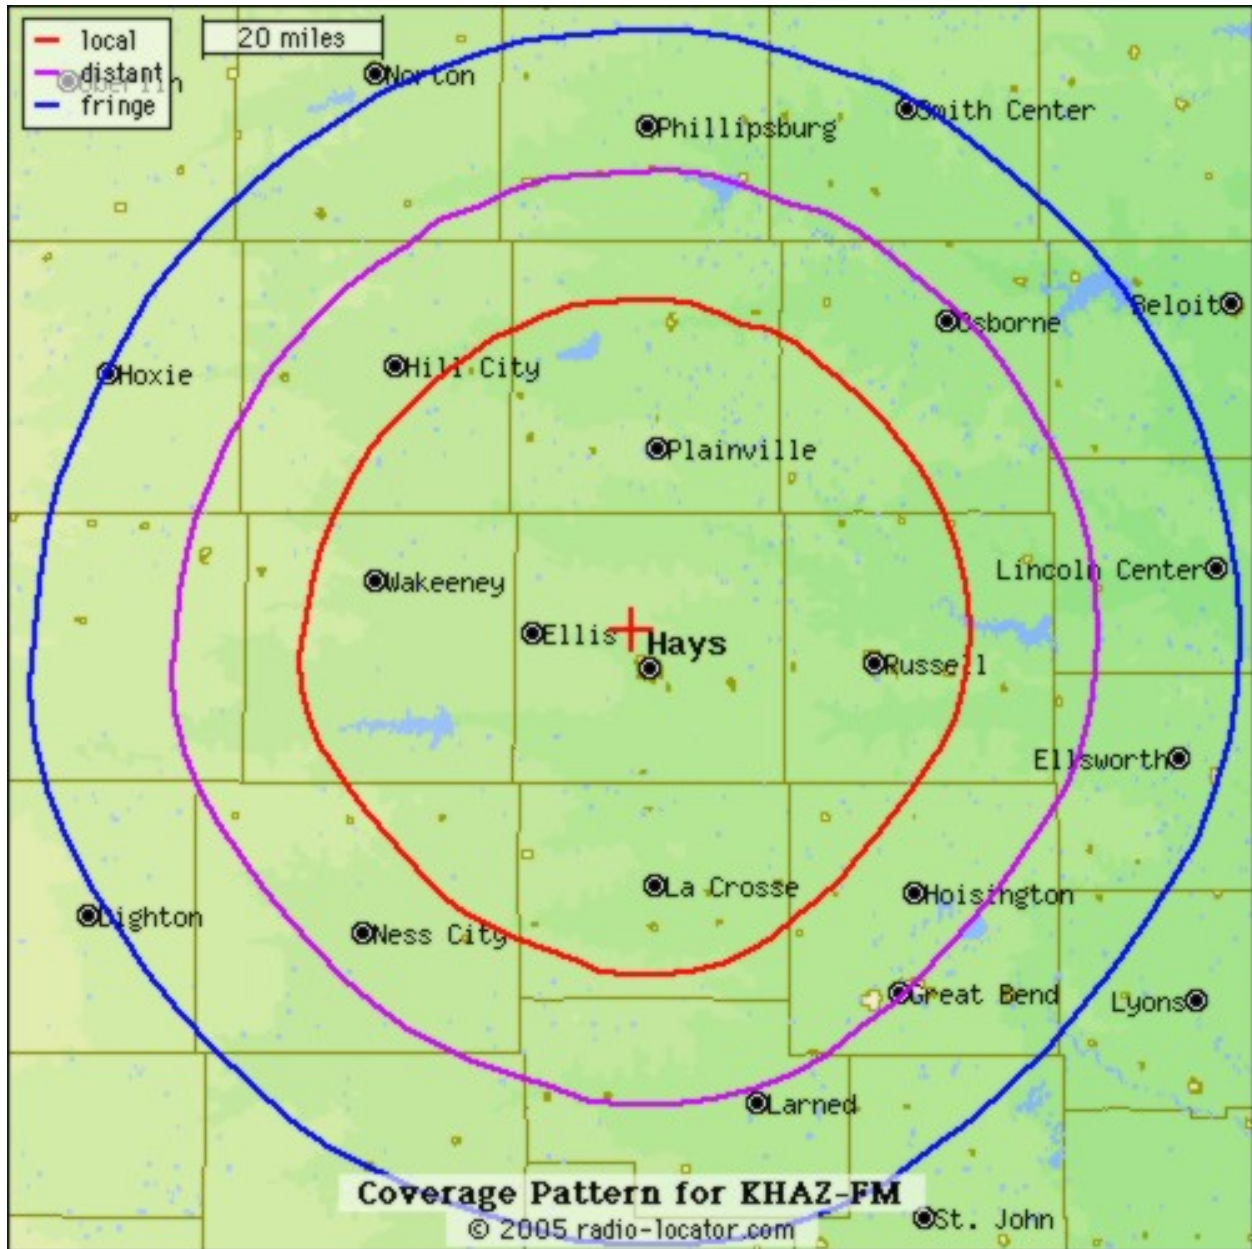 local
20 miles
distant
Oberlin
fringe
Norton
Smith Center
Phillipsburg
Beloit
Osborne
Hoxie
Hill City
Plainville
Lincoln Center
Wakeeney
Ellis
Hays
Russell
Ellsworth
La Crosse
Hoisington
Dighton
Ness City
Great Bend
Lyons
Larned
Coverage Pattern for KHAZ-FM
© 2005 radio-locator.com
St. John